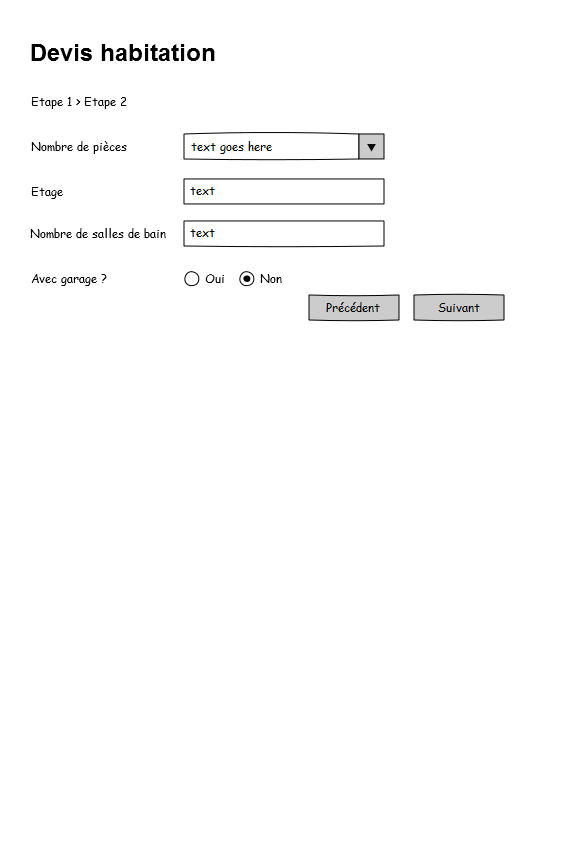 Devis habitation
Etape 1 > Etape 2
Nombre de pièces text goes here
Etage text
Nombre de salles de bain text
Avec garage ? Oui Non
Précédent Suivant